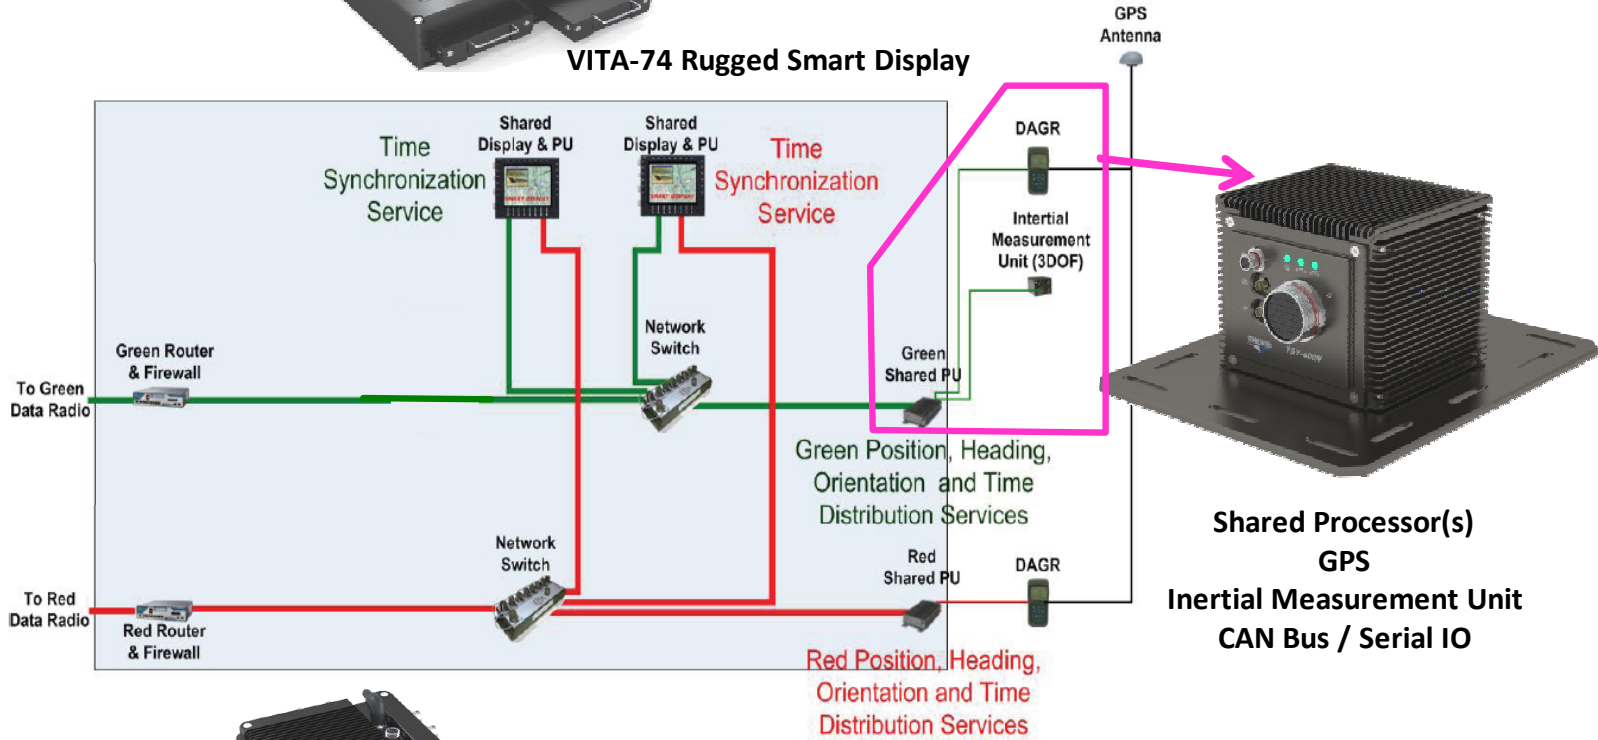 GPS
Antenna
VITA-74 Rugged Smart Display
Shared
Display & PU
Shared
Display & PU
Time
Synchronization
Service
Time
Synchronization
Service
DAGR
Inertial
Measurement
Unit (3DOF)
Network
Switch
Green Router
& Firewall
Green
Shared PU
To Green
Data Radio
Green Position, Heading,
Orientation and Time
Distribution Services
Shared Processor(s)
GPS
Inertial Measurement Unit
CAN Bus / Serial IO
Network
Switch
Red
Shared PU
DAGR
To Red
Data Radio
Red Router
& Firewall
Red Position, Heading,
Orientation and Time
Distribution Services